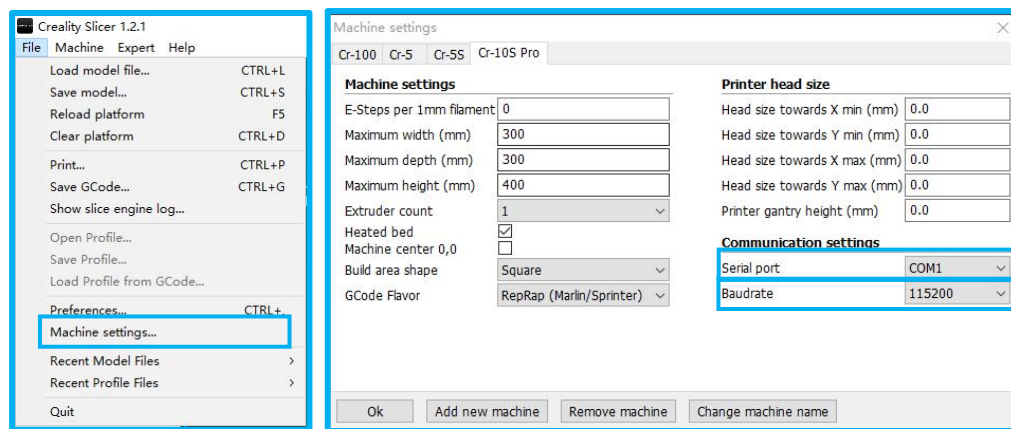 Creality Slicer 1.2.1
File Machine Expert Help
Load model file... CTRL+L
Save model... CTRL+S
Reload platform F5
Clear platform CTRL+D
Print... CTRL+P
Save GCode... CTRL+G
Show slice engine log...
Open Profile...
Save Profile...
Load Profile from GCode...
Preferences... CTRL+,
Machine settings...
Recent Model Files >
Recent Profile Files >
Quit
Machine settings
Cr-100 Cr-5 Cr-5S Cr-10S Pro
Machine settings
E-Steps per 1mm filament 0
Maximum width (mm) 300
Maximum depth (mm) 300
Maximum height (mm) 400
Extruder count 1
Heated bed
Machine center 0,0
Build area shape Square
GCode Flavor RepRap (Marlin/Sprinter)
Printer head size
Head size towards X min (mm) 0.0
Head size towards Y min (mm) 0.0
Head size towards X max (mm) 0.0
Head size towards Y max (mm) 0.0
Printer gantry height (mm) 0.0
Communication settings
Serial port COM1
Baudrate 115200
Ok Add new machine Remove machine Change machine name